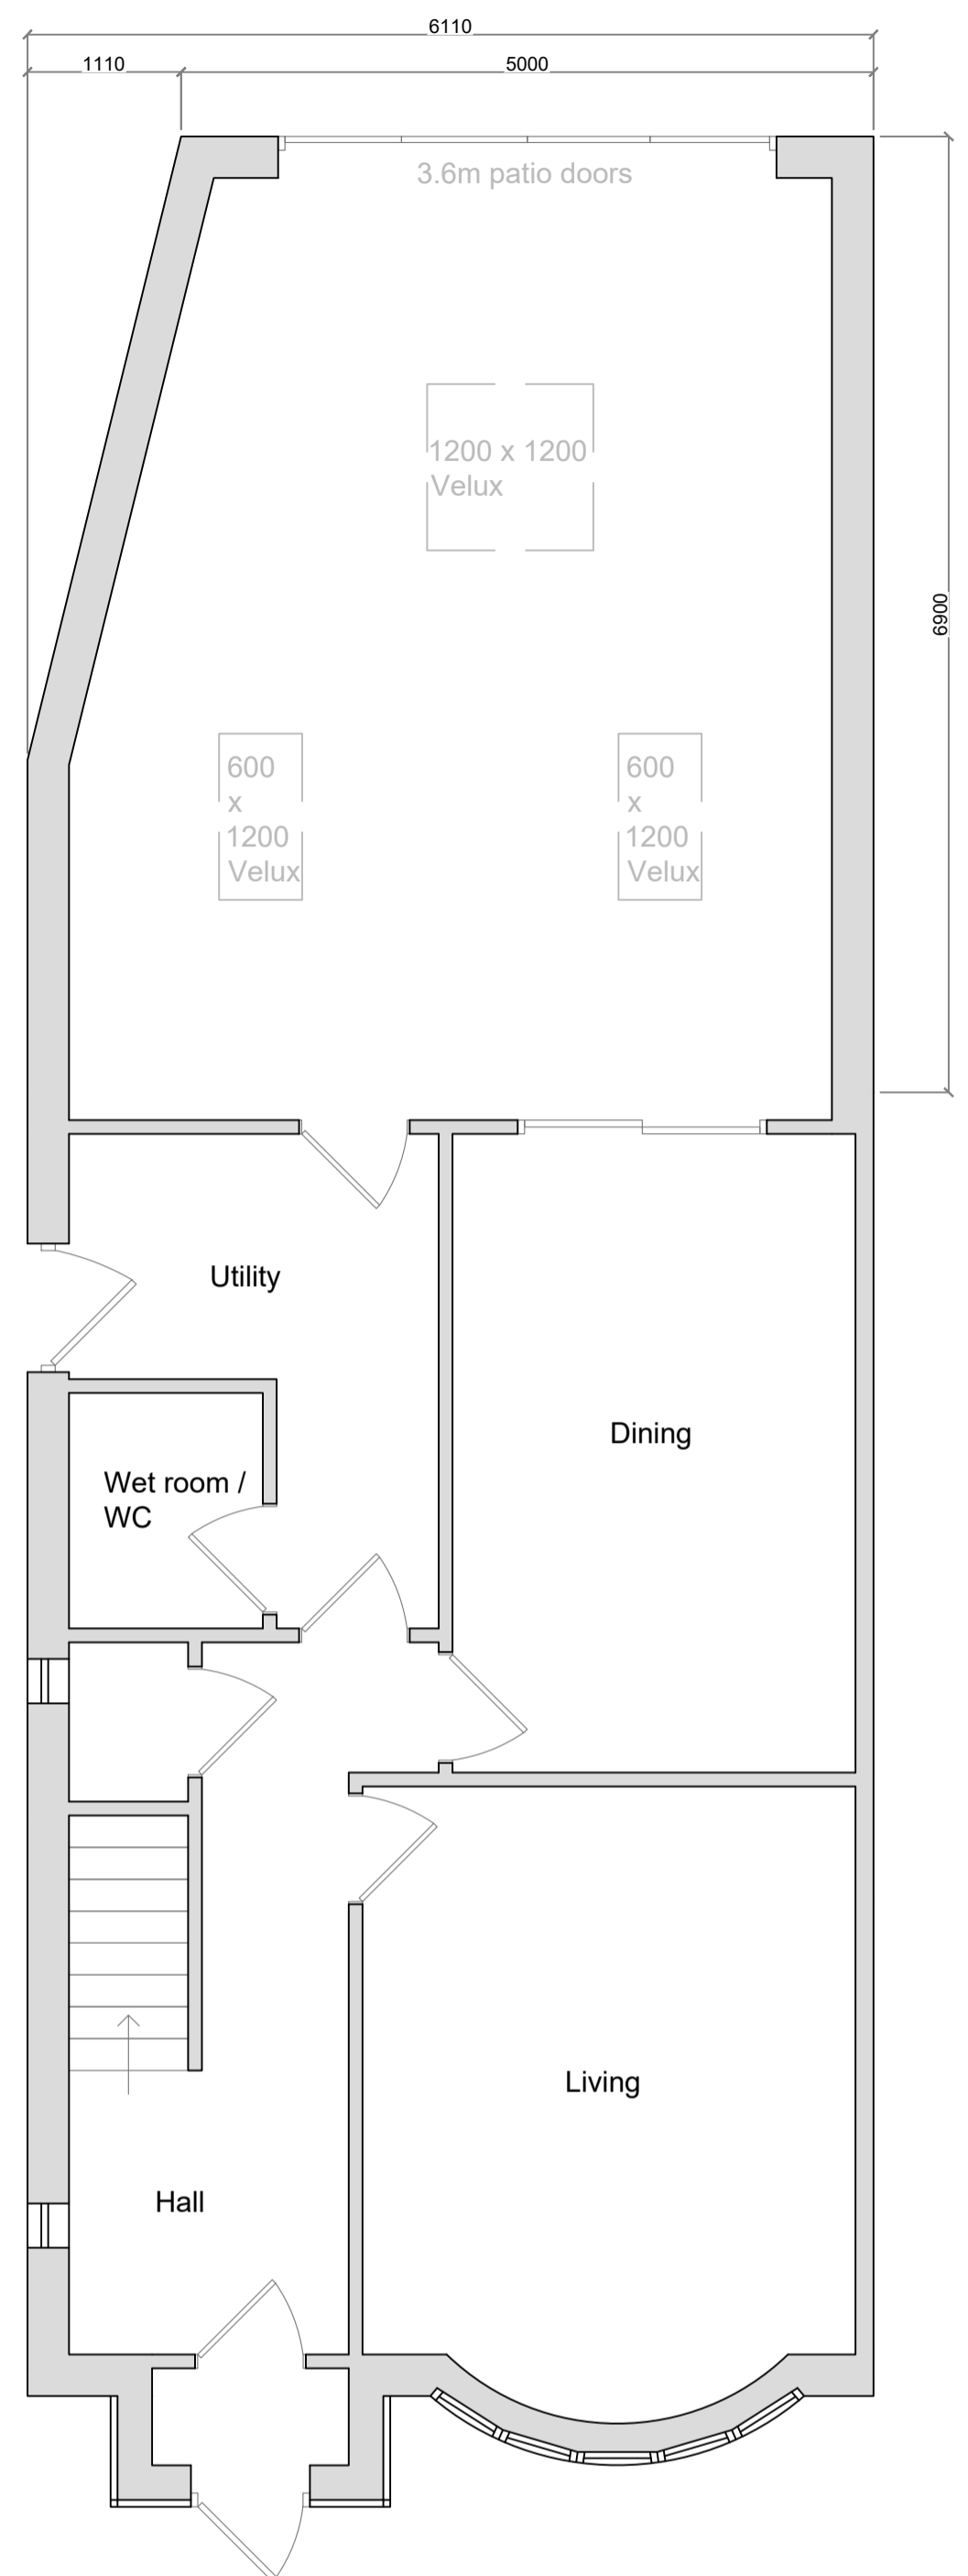 6110
1110
5000
3.6m patio doors
1200 x 1200
Velux
6900
600
x
1200
Velux
600
x
1200
Velux
Utility
Dining
Wet room /
WC
Living
Hall